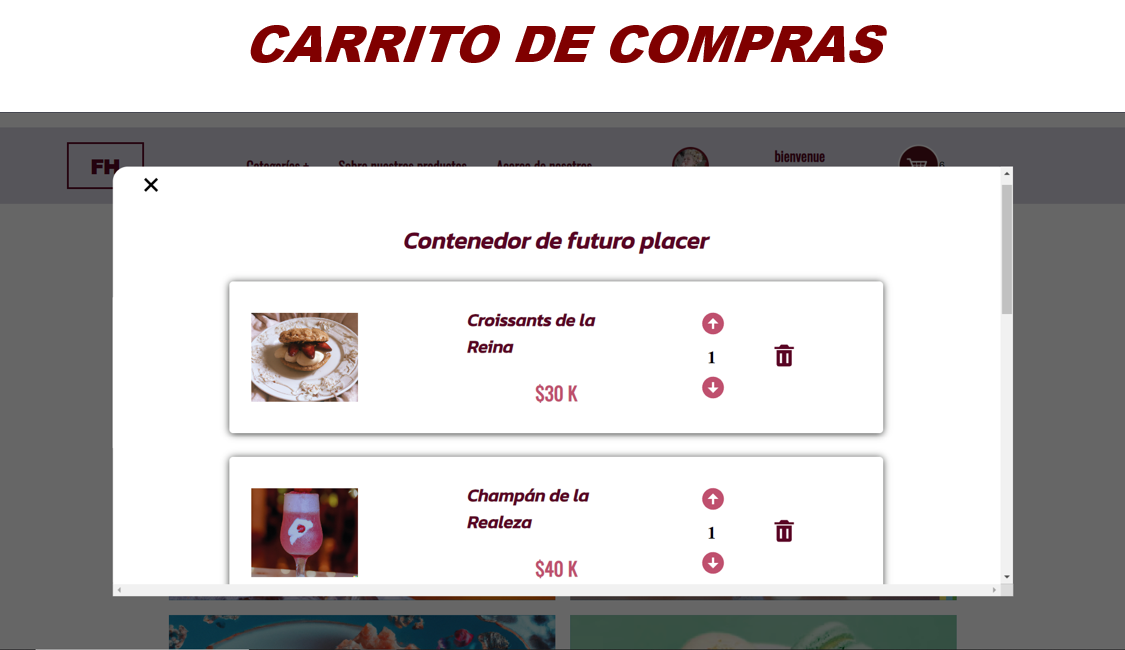 CARRITO DE COMPRAS
FH
Categorías +
Sobre nuestros productos
Acerca de nosotros
bienvenue
6
Contenedor de futuro placer
Croissants de la
Reina
1
$30 K
Champán de la
Realeza
1
$40 K